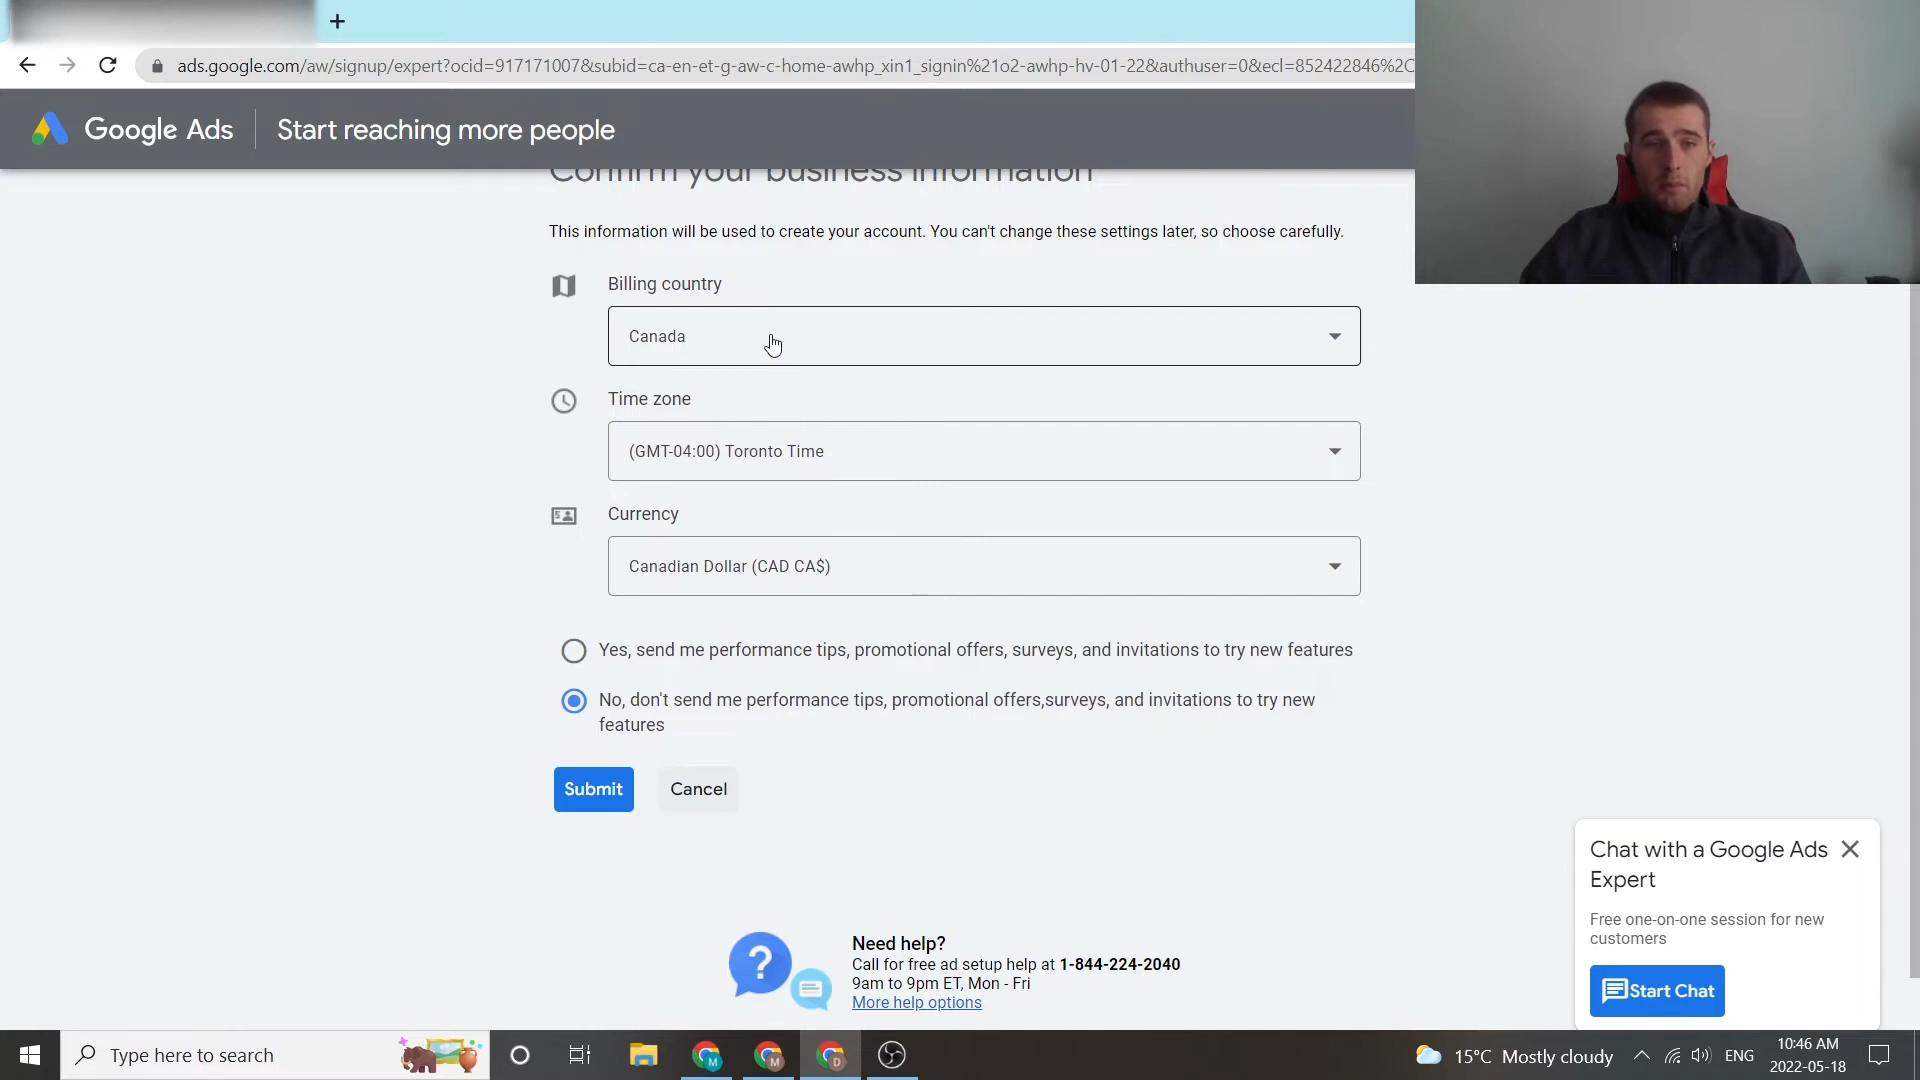 ads.google.com/aw/signup/expert?ocid=917171007&subid=ca-en-et-g-aw-c-home-awhp_xin1_signin%21o2-awhp-hv-01-22&authuser=0&ecl=852422846%2C
Google Ads
Start reaching more people
Confirm your business information
This information will be used to create your account. You can't change these settings later, so choose carefully.
Billing country
Canada
Time zone
(GMT-04:00) Toronto Time
Currency
Canadian Dollar (CAD CA$)
Yes, send me performance tips, promotional offers, surveys, and invitations to try new features
No, don't send me performance tips, promotional offers,surveys, and invitations to try new
features
Submit
Cancel
Need help?
Call for free ad setup help at 1-844-224-2040
9am to 9pm ET, Mon - Fri
More help options
Chat with a Google Ads
Expert
Free one-on-one session for new
customers
Start Chat
Type here to search
15°C Mostly cloudy
ENG
10:46 AM
2022-05-18